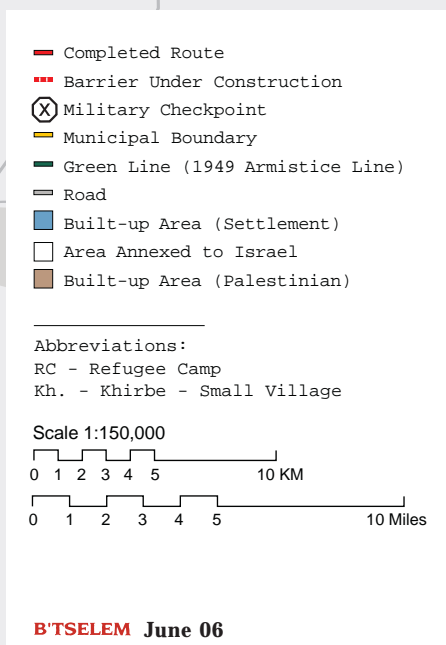 Completed Route
Barrier Under Construction
X Military Checkpoint
Municipal Boundary
Green Line (1949 Armistice Line)
Road
Built-up Area (Settlement)
Area Annexed to Israel
Built-up Area (Palestinian)
Abbreviations:
RC - Refugee Camp
Kh. - Khirbe - Small Village
Scale 1:150,000
0 1 2 3 4 5 10 KM
0 1 2 3 4 5 10 Miles
B'TSELEM June 06